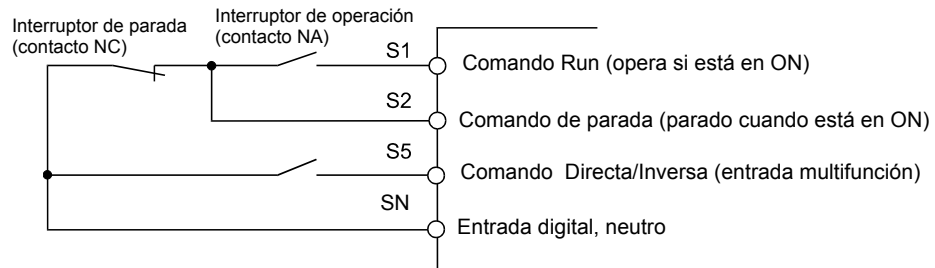 Interruptor de parada
(contacto NC)
Interruptor de operación
(contacto NA)
S1
Comando Run (opera si está en ON)
S2
Comando de parada (parado cuando está en ON)
S5
Comando Directa/Inversa (entrada multifunción)
SN
Entrada digital, neutro